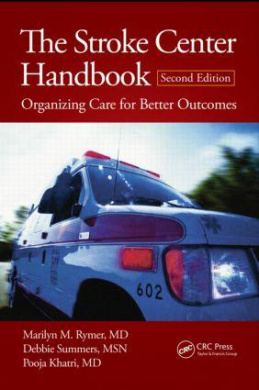 The Stroke Center
Handbook Second Edition
Organizing Care for Better Outcomes
602
Marilyn M. Rymer, MD
Debbie Summers, MSN
Pooja Khatri, MD
CRC Press
Taylor & Francis Group